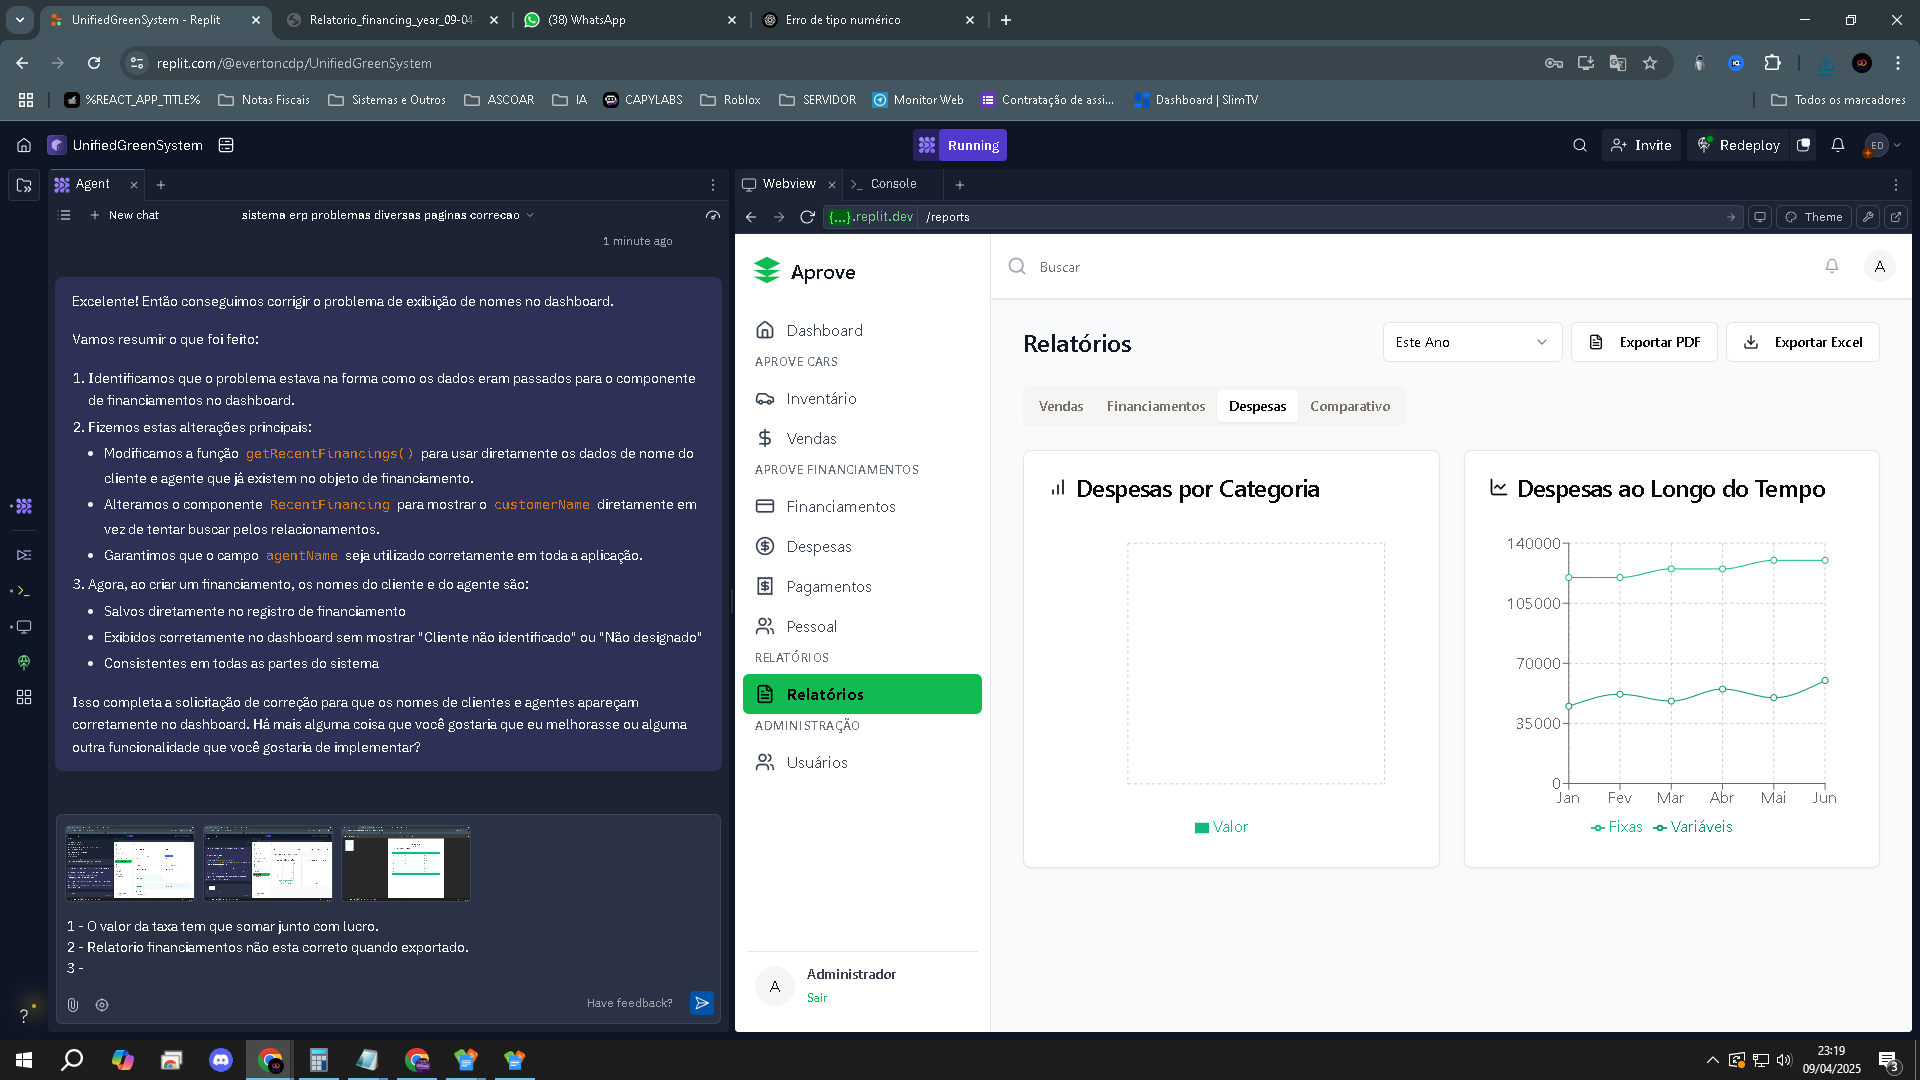 UnifiedGreenSystem - Replit
Relatorio_financing_year_09-04
(38) WhatsApp
Erro de tipo numérico
replit.com/@evertoncdp/UnifiedGreenSystem
%REACT_APP_TITLE%
Notas Fiscais
Sistemas e Outros
ASCOAR
IA
CAPYLABS
Roblox
SERVIDOR
Monitor Web
Contratação de assi...
Dashboard | SlimTV
Todos os marcadores
UnifiedGreenSystem
Running
Invite
Redeploy
ED
Agent
New chat
sistema erp problemas diversas paginas correcao
1 minute ago
Excelente! Então conseguimos corrigir o problema de exibição de nomes no dashboard.
Vamos resumir o que foi feito:
1. Identificamos que o problema estava na forma como os dados eram passados para o componente
de financiamentos no dashboard.
2. Fizemos estas alterações principais:
• Modificamos a função getRecentFinancings() para usar diretamente os dados de nome do
cliente e agente que já existem no objeto de financiamento.
• Alteramos o componente RecentFinancing para mostrar o customerName diretamente em
vez de tentar buscar pelos relacionamentos.
• Garantimos que o campo agentName seja utilizado corretamente em toda a aplicação.
3. Agora, ao criar um financiamento, os nomes do cliente e do agente são:
• Salvos diretamente no registro de financiamento
• Exibidos corretamente no dashboard sem mostrar "Cliente não identificado" ou "Não designado"
• Consistentes em todas as partes do sistema
Isso completa a solicitação de correção para que os nomes de clientes e agentes apareçam
corretamente no dashboard. Há mais alguma coisa que você gostaria que eu melhorasse ou alguma
outra funcionalidade que você gostaria de implementar?
1 - O valor da taxa tem que somar junto com lucro.
2 - Relatorio financiamentos não esta correto quando exportado.
3 -
Have feedback?
Webview
Console
{...}.replit.dev
/reports
Theme
Aprove
Buscar
A
Dashboard
APROVE CARS
Inventário
Vendas
APROVE FINANCIAMENTOS
Financiamentos
Despesas
Pagamentos
Pessoal
RELATÓRIOS
Relatórios
ADMINISTRAÇÃO
Usuários
A
Administrador
Sair
Relatórios
Este Ano
Exportar PDF
Exportar Excel
Vendas
Financiamentos
Despesas
Comparativo
Despesas por Categoria
Valor
Despesas ao Longo do Tempo
140000
105000
70000
35000
0
Jan
Fev
Mar
Abr
Mai
Jun
Fixas
Variáveis
?
23:19
09/04/2025
3